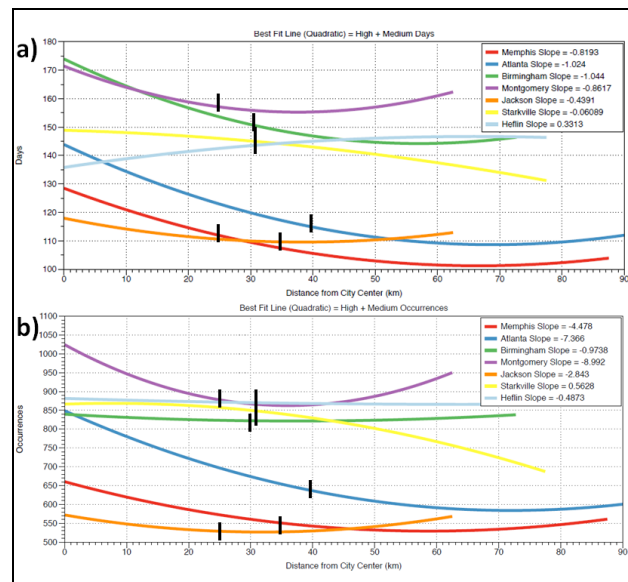 a)
Best Fit Line (Quadratic) = High + Medium Days
180
170
160
150
140
130
120
110
100
Days
Memphis Slope = -0.8193
Atlanta Slope = -1.024
Birmingham Slope = -1.044
Montgomery Slope = -0.8617
Jackson Slope = -0.4391
Starkville Slope = -0.06089
Heflin Slope = 0.3313
0 10 20 30 40 50 60 70 80 90
Distance from City Center (km)
b)
Best Fit Line (Quadratic) = High + Medium Occurrences
1100
1050
1000
950
900
850
800
750
700
650
600
550
500
Occurrences
Memphis Slope = -4.478
Atlanta Slope = -7.366
Birmingham Slope = -0.9738
Montgomery Slope = -8.992
Jackson Slope = -2.843
Starkville Slope = 0.5628
Heflin Slope = -0.4873
0 10 20 30 40 50 60 70 80 90
Distance from City Center (km)